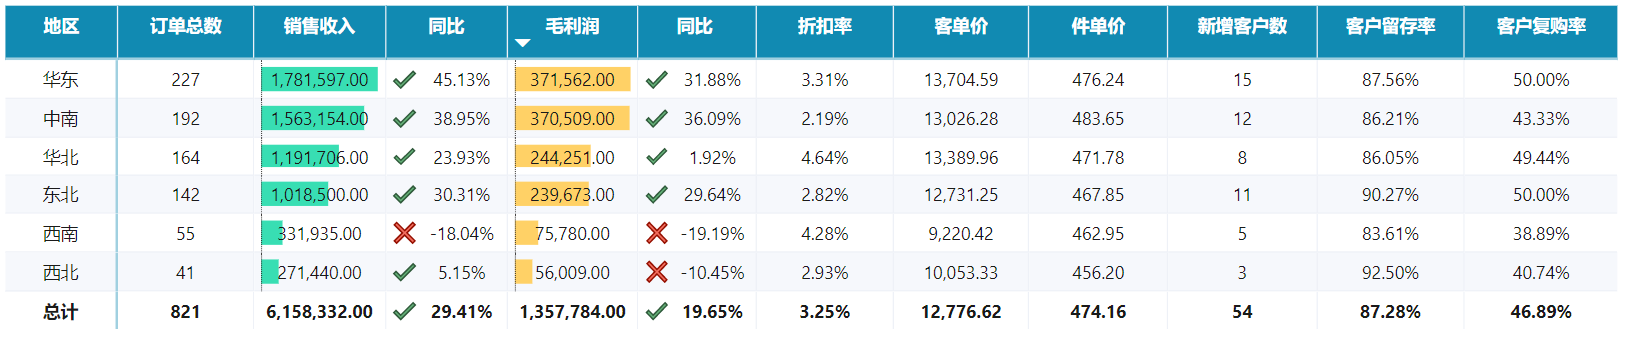 地区 订单总数 销售收入 同比 毛利润 同比 折扣率 客单价 件单价 新增客户数 客户留存率 客户复购率
华东 227 1,781,597.00 45.13% 371,562.00 31.88% 3.31% 13,704.59 476.24 15 87.56% 50.00%
中南 192 1,563,154.00 38.95% 370,509.00 36.09% 2.19% 13,026.28 483.65 12 86.21% 43.33%
华北 164 1,191,706.00 23.93% 244,251.00 1.92% 4.64% 13,389.96 471.78 8 86.05% 49.44%
东北 142 1,018,500.00 30.31% 239,673.00 29.64% 2.82% 12,731.25 467.85 11 90.27% 50.00%
西南 55 331,935.00 -18.04% 75,780.00 -19.19% 4.28% 9,220.42 462.95 5 83.61% 38.89%
西北 41 271,440.00 5.15% 56,009.00 -10.45% 2.93% 10,053.33 456.20 3 92.50% 40.74%
总计 821 6,158,332.00 29.41% 1,357,784.00 19.65% 3.25% 12,776.62 474.16 54 87.28% 46.89%